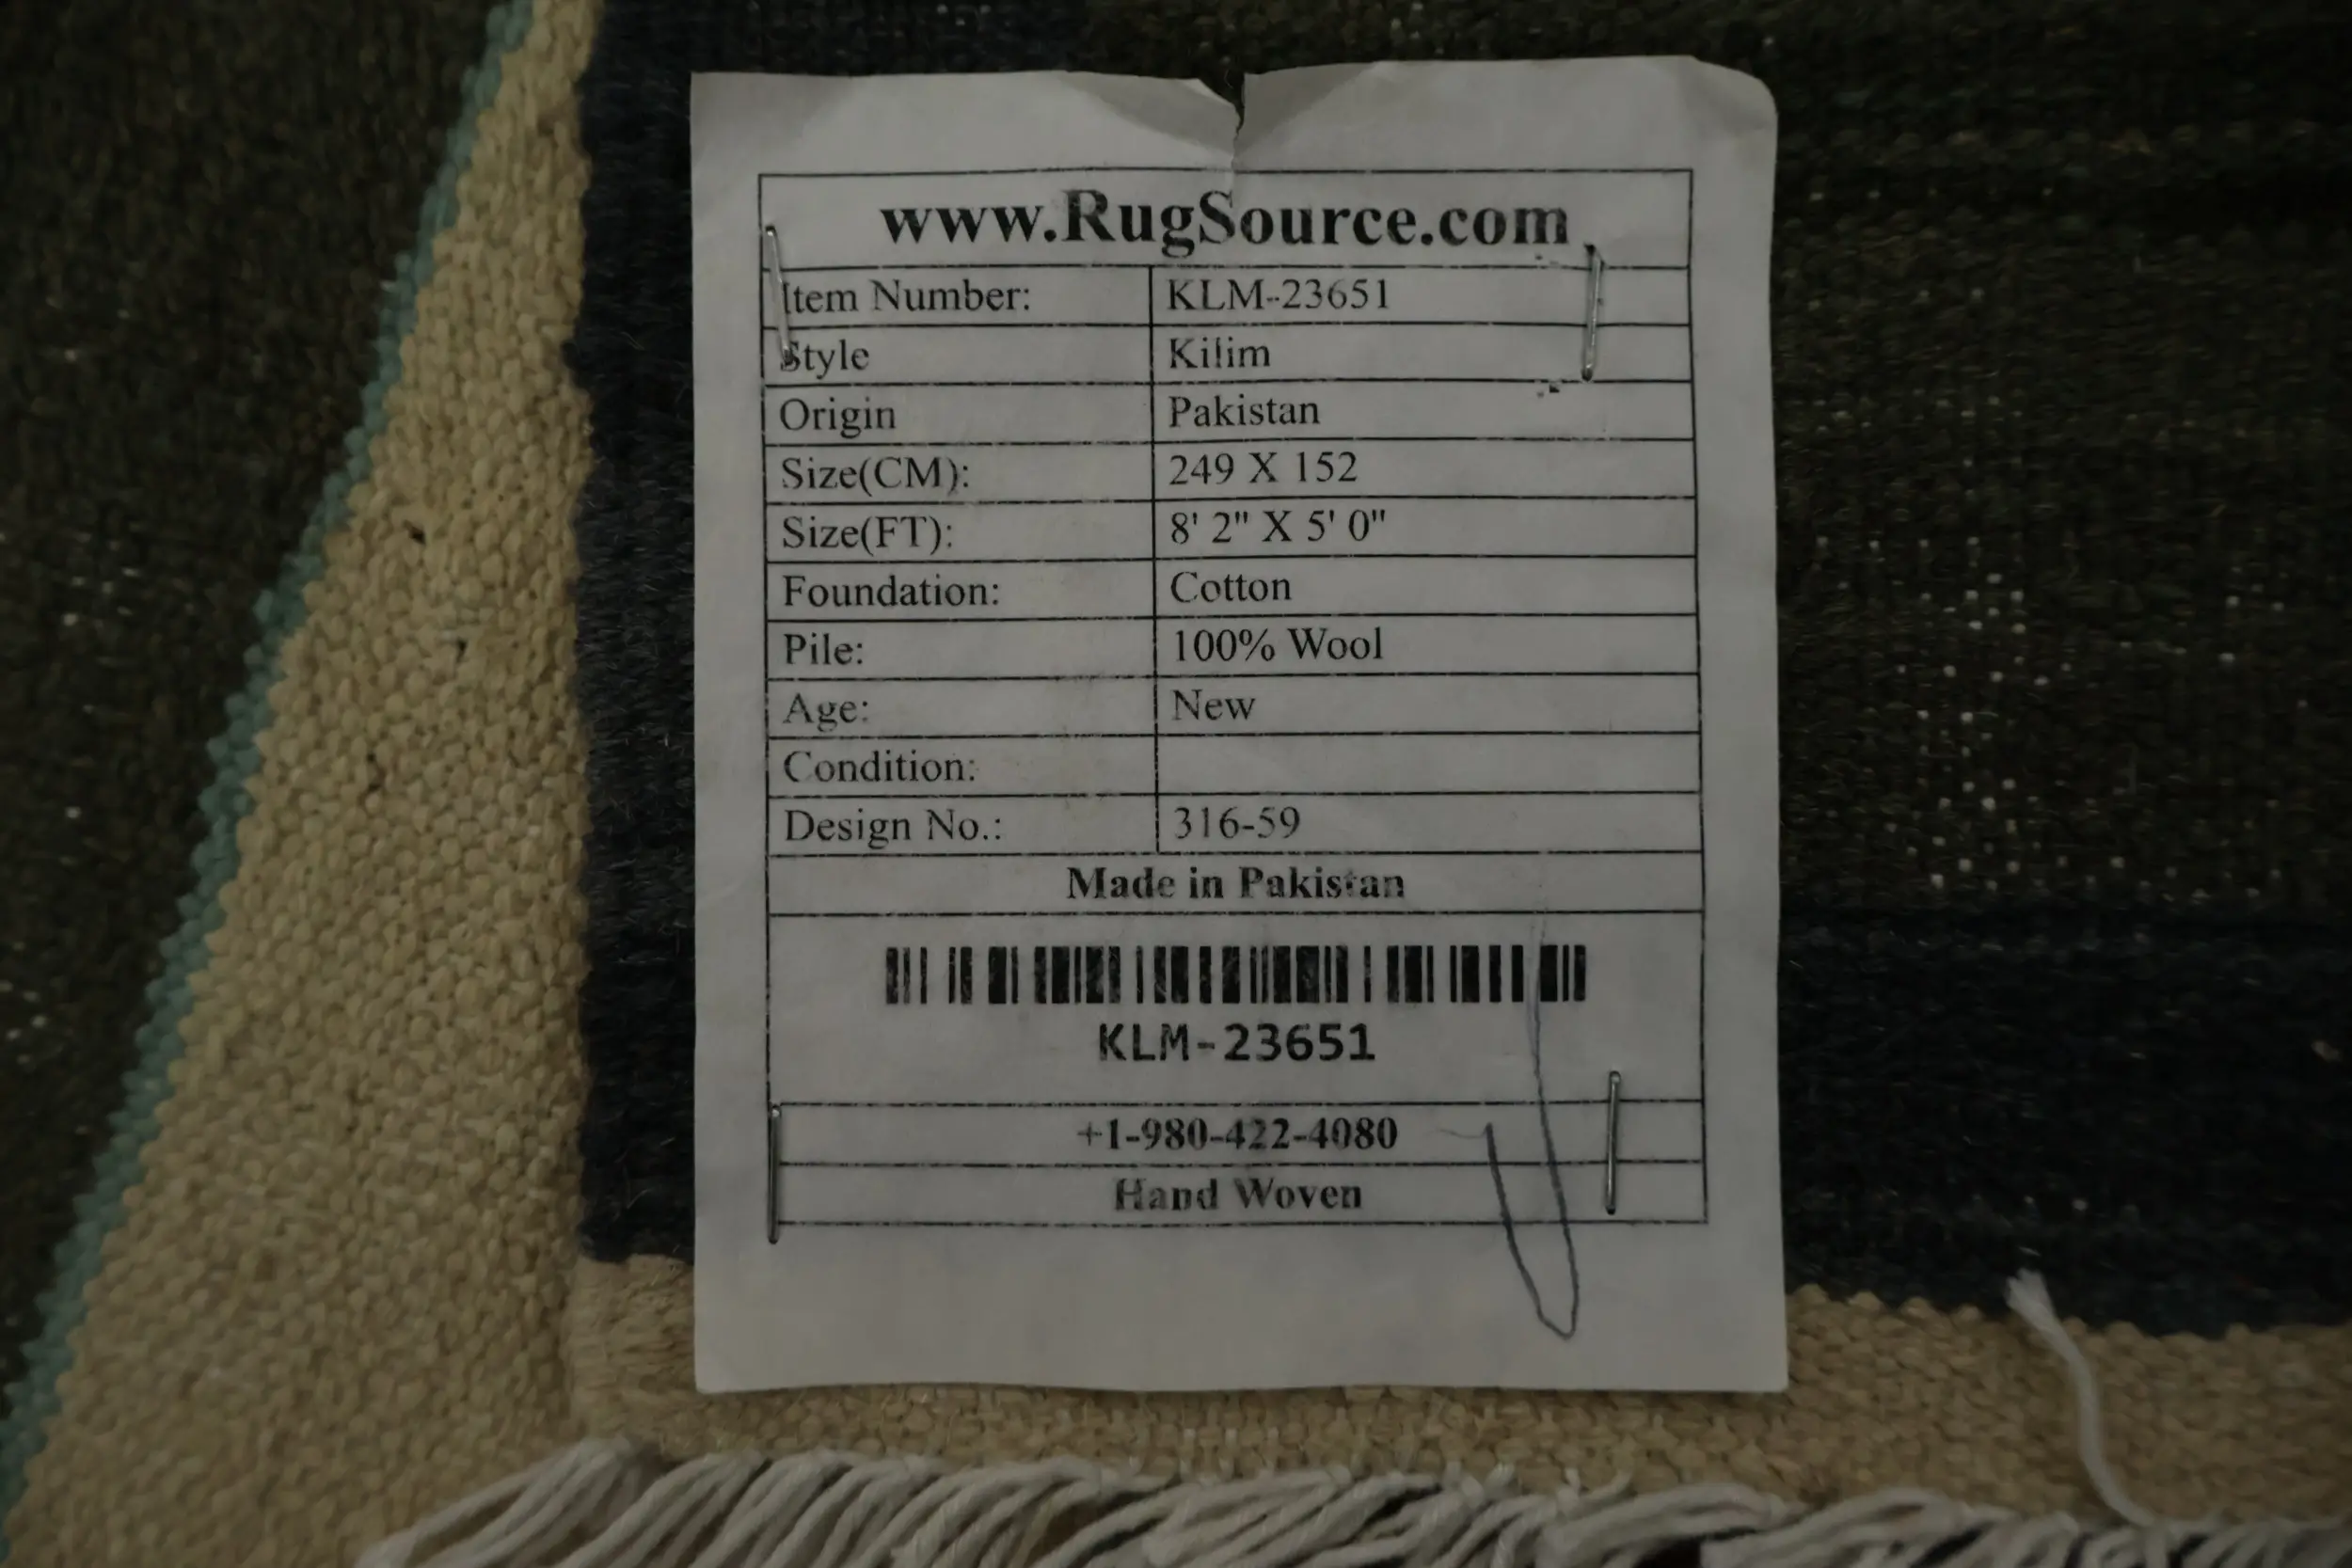 www.RugSource.com
Item Number: KLM-23651
Style Kilim
Origin Pakistan
Size(CM): 249 X 152
Size(FT): 8' 2" X 5' 0"
Foundation: Cotton
Pile: 100% Wool
Age: New
Condition:
Design No.: 316-59
Made in Pakistan
KLM-23651
+1-980-422-4080
Hand Woven